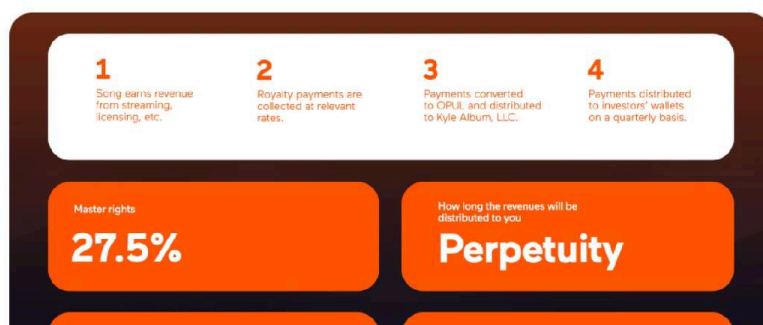 1
Song earns revenue
from streaming,
licensing, etc.
2
Royalty payments are
collected at relevant
rates.
3
Payments converted
to OPUL and distributed
to Kyle Album, LLC.
4
Payments distributed
to investors' wallets
on a quarterly basis.
Master rights
27.5%
How long the revenues will be
distributed to you
Perpetuity